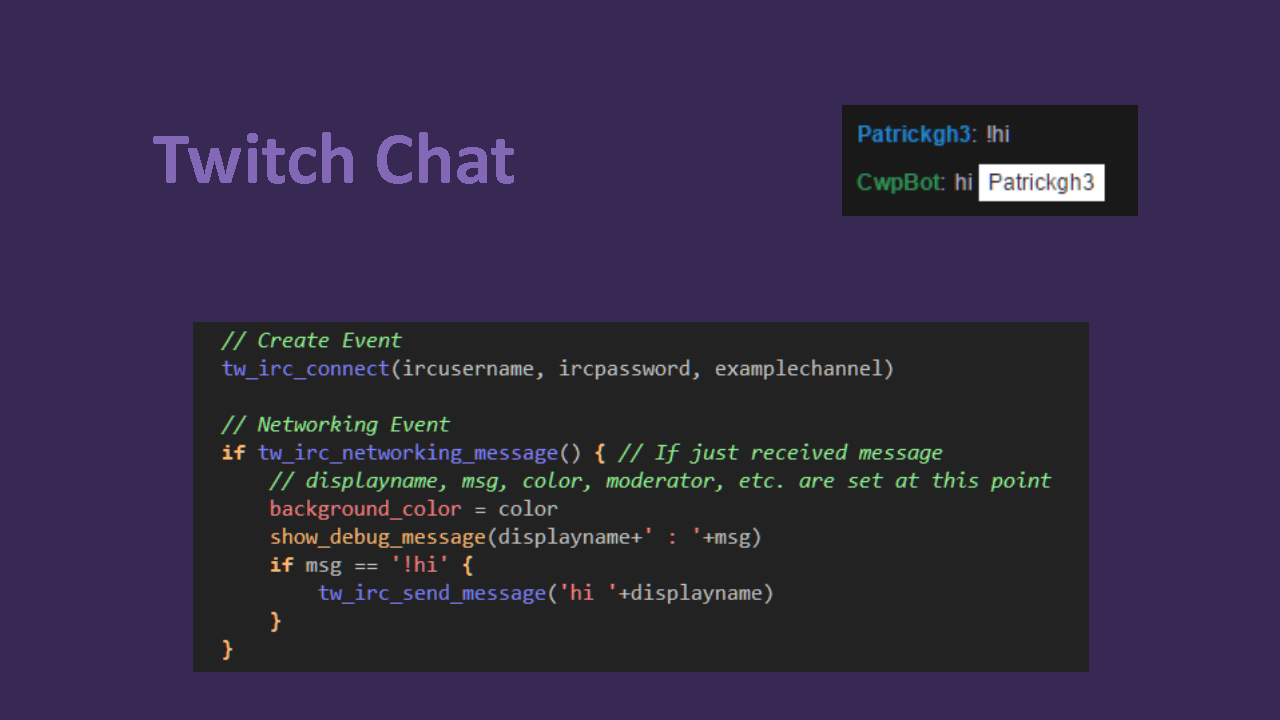 Twitch Chat
Patrickgh3: !hi
CwpBot: hi Patrickgh3
// Create Event
tw_irc_connect(ircusername, ircpassword, examplechannel)
// Networking Event
if tw_irc_networking_message() { // If just received message
// displayname, msg, color, moderator, etc. are set at this point
background_color = color
show_debug_message(displayname+' : '+msg)
if msg == '!hi' {
tw_irc_send_message('hi '+displayname)
}
}